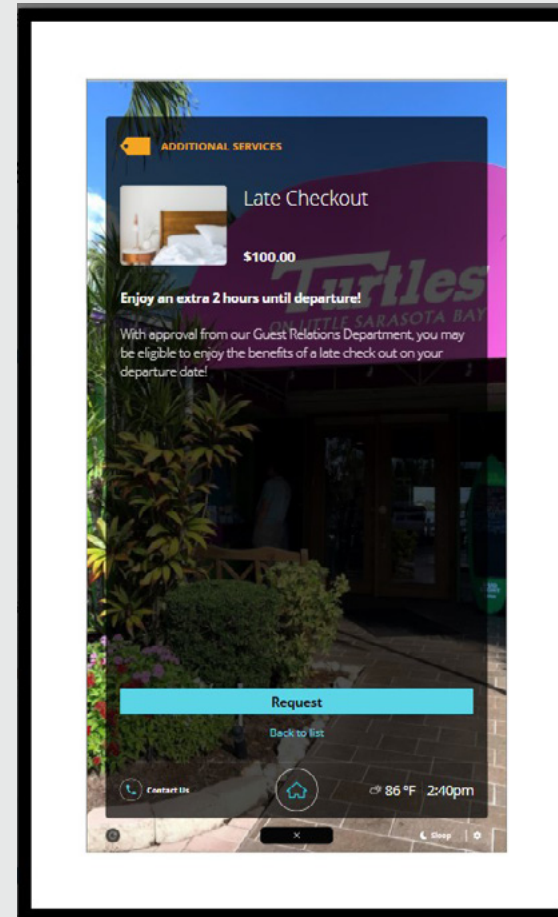 ADDITIONAL SERVICES
Late Checkout
$100.00
Turtles
ON LITTLE SARASOTA BAY
Enjoy an extra 2 hours until departure!
With approval from our Guest Relations Department, you may
be eligible to enjoy the benefits of a late check out on your
departure date!
Request
Back to list
Contact Us
86 °F 2:40pm
Sleep